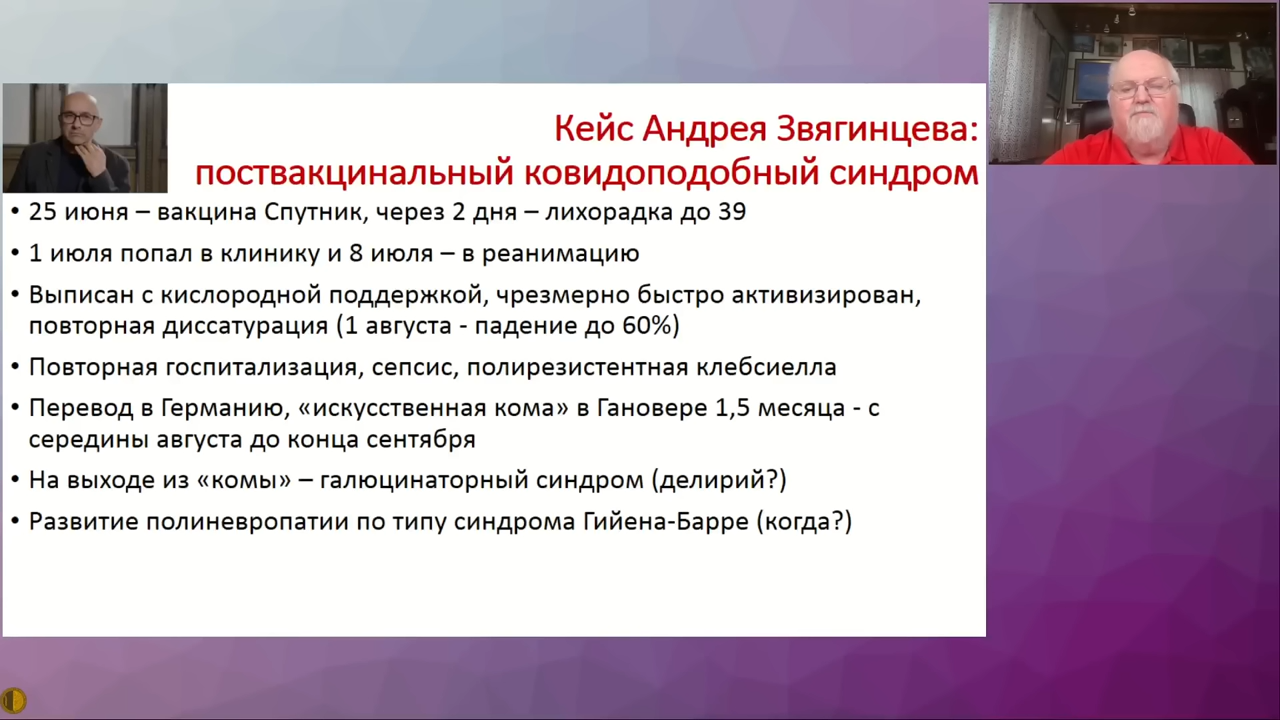 Кейс Андрея Звягинцева:
поствакцинальный ковидоподобный синдром
• 25 июня – вакцина Спутник, через 2 дня – лихорадка до 39
• 1 июля попал в клинику и 8 июля – в реанимацию
• Выписан с кислородной поддержкой, чрезмерно быстро активизирован,
повторная диссатурация (1 августа - падение до 60%)
• Повторная госпитализация, сепсис, полирезистентная клебсиелла
• Перевод в Германию, «искусственная кома» в Гановере 1,5 месяца - с
середины августа до конца сентября
• На выходе из «комы» – галюцинаторный синдром (делирий?)
• Развитие полиневропатии по типу синдрома Гийена-Барре (когда?)